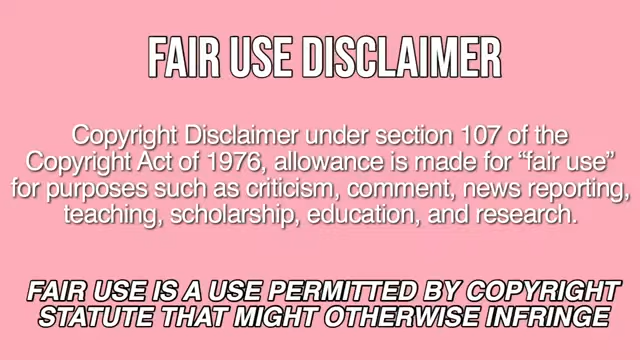 FAIR USE DISCLAIMER
Copyright Disclaimer under section 107 of the
Copyright Act of 1976, allowance is made for “fair use”
for purposes such as criticism, comment, news reporting,
teaching, scholarship, education, and research.
FAIR USE IS A USE PERMITTED BY COPYRIGHT
STATUTE THAT MIGHT OTHERWISE INFRINGE